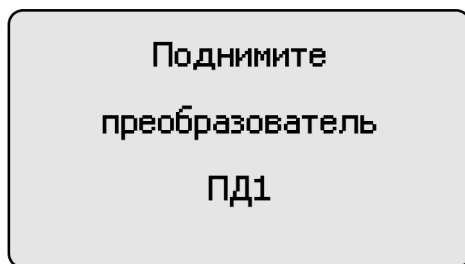 Поднимите
преобразователь
ПД1